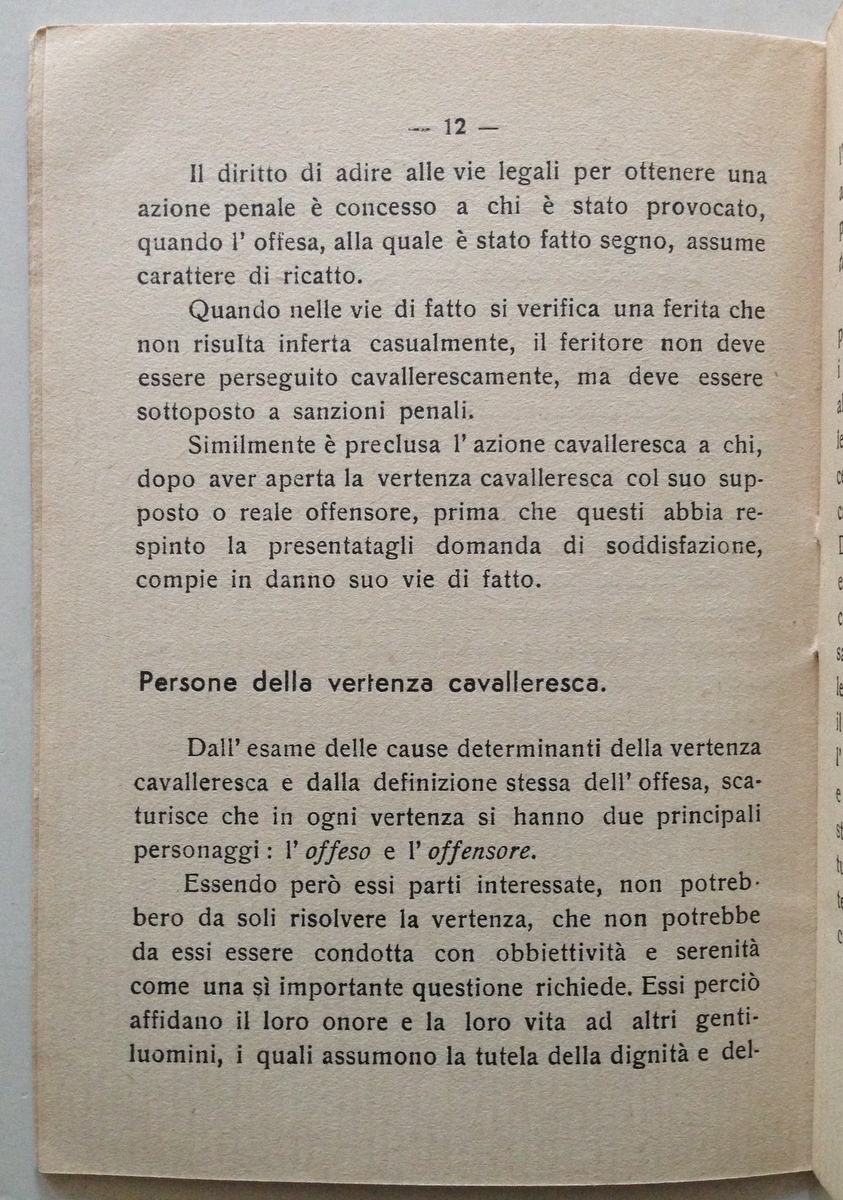 — 12 —
Il diritto di adire alle vie legali per ottenere una
azione penale è concesso a chi è stato provocato,
quando l' offesa, alla quale è stato fatto segno, assume
carattere di ricatto.
Quando nelle vie di fatto si verifica una ferita che
non risulta inferta casualmente, il feritore non deve
essere perseguito cavallerescamente, ma deve essere
sottoposto a sanzioni penali.
Similmente è preclusa l' azione cavalleresca a chi,
dopo aver aperta la vertenza cavalleresca col suo sup-
posto o reale offensore, prima che questi abbia re-
spinto la presentatagli domanda di soddisfazione,
compie in danno suo vie di fatto.
Persone della vertenza cavalleresca.
Dall' esame delle cause determinanti della vertenza
cavalleresca e dalla definizione stessa dell' offesa, sca-
turisce che in ogni vertenza si hanno due principali
personaggi : l' offeso e l' offensore.
Essendo però essi parti interessate, non potreb-
bero da soli risolvere la vertenza, che non potrebbe
da essi essere condotta con obbiettività e serenità
come una sì importante questione richiede. Essi perciò
affidano il loro onore e la loro vita ad altri genti-
luomini, i quali assumono la tutela della dignità e del-